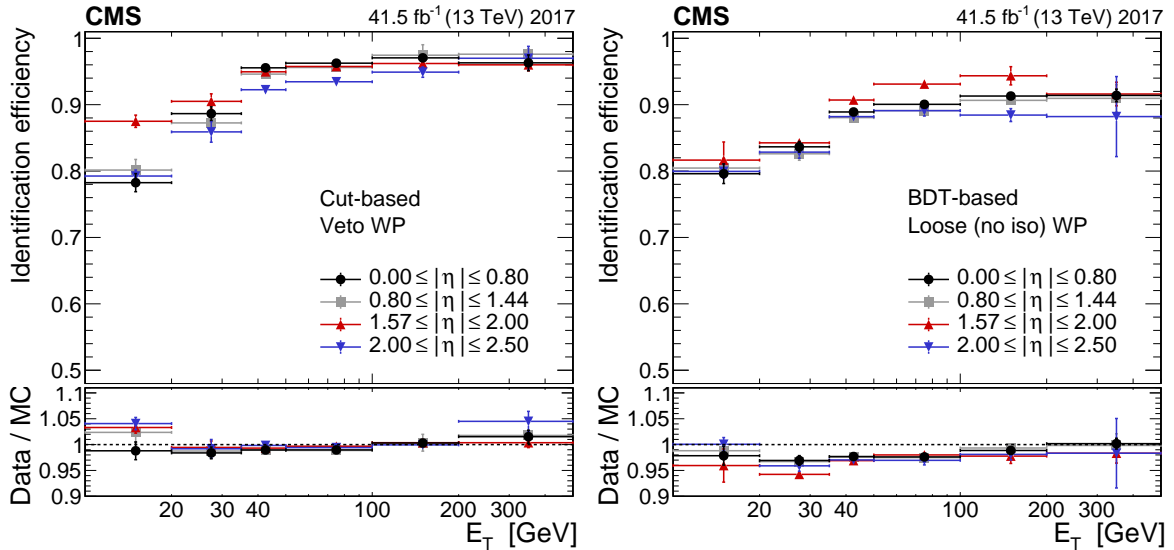 CMS 41.5 fb⁻¹ (13 TeV) 2017
Identification efficiency
1
0.9
0.8
0.7
0.6
0.5
Cut-based
Veto WP
0.00 ≤ |η| ≤ 0.80
0.80 ≤ |η| ≤ 1.44
1.57 ≤ |η| ≤ 2.00
2.00 ≤ |η| ≤ 2.50
Data / MC
1.1
1.05
1
0.95
0.9
20 30 40 100 200
E_T [GeV]
CMS 41.5 fb⁻¹ (13 TeV) 2017
Identification efficiency
1
0.9
0.8
0.7
0.6
0.5
BDT-based
Loose (no iso) WP
0.00 ≤ |η| ≤ 0.80
0.80 ≤ |η| ≤ 1.44
1.57 ≤ |η| ≤ 2.00
2.00 ≤ |η| ≤ 2.50
Data / MC
1.1
1.05
1
0.95
0.9
20 30 40 100 200
E_T [GeV]